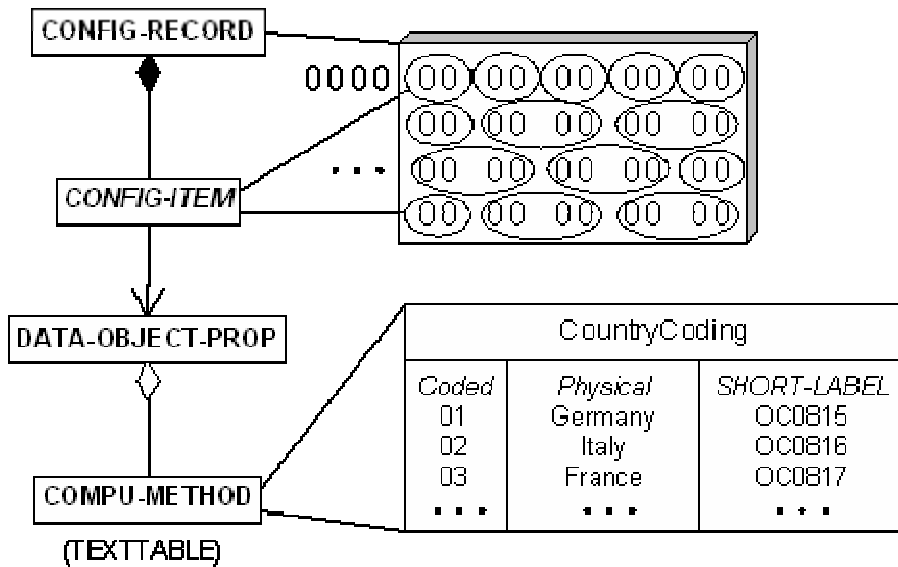 CONFIG-RECORD
0000 00 00 00 00 00
00 00 00 00 00
... 00 00 00 00 00
CONFIG-ITEM
00 00 00 00 00
DATA-OBJECT-PROP
CountryCoding
Coded Physical SHORT-LABEL
01 Germany OC0815
02 Italy OC0816
03 France OC0817
... ... ...
COMPU-METHOD
(TEXTTABLE)